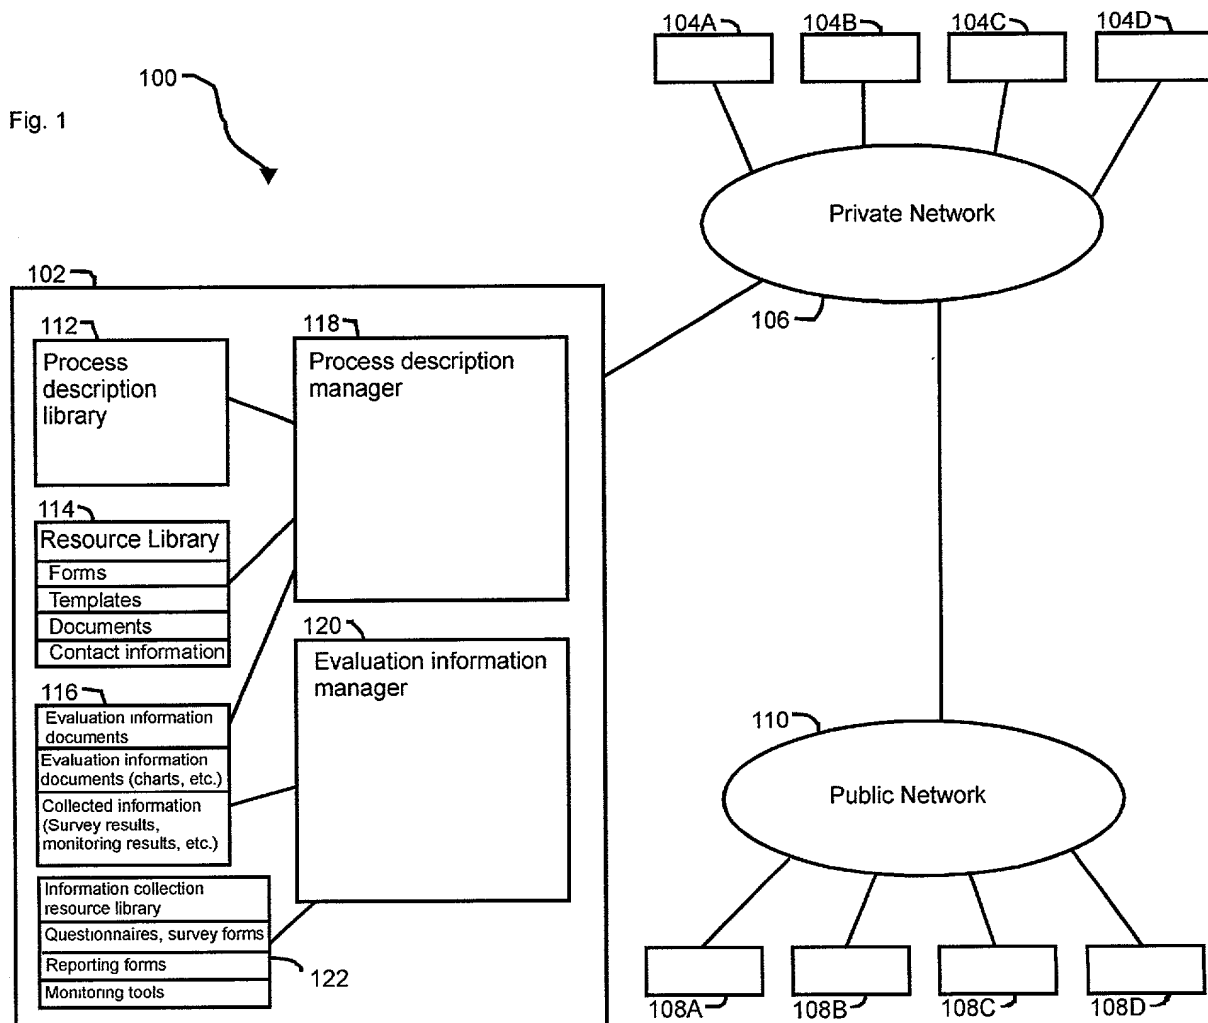 104A
104B
104C
104D
100
Fig. 1
Private Network
106
102
112
Process
description
library
118
Process description
manager
114
Resource Library
Forms
Templates
Documents
Contact information
116
Evaluation information
documents
Evaluation information
documents (charts, etc.)
Collected information
(Survey results,
monitoring results, etc.)
120
Evaluation information
manager
Information collection
resource library
Questionnaires, survey forms
Reporting forms
Monitoring tools
122
110
Public Network
108A
108B
108C
108D